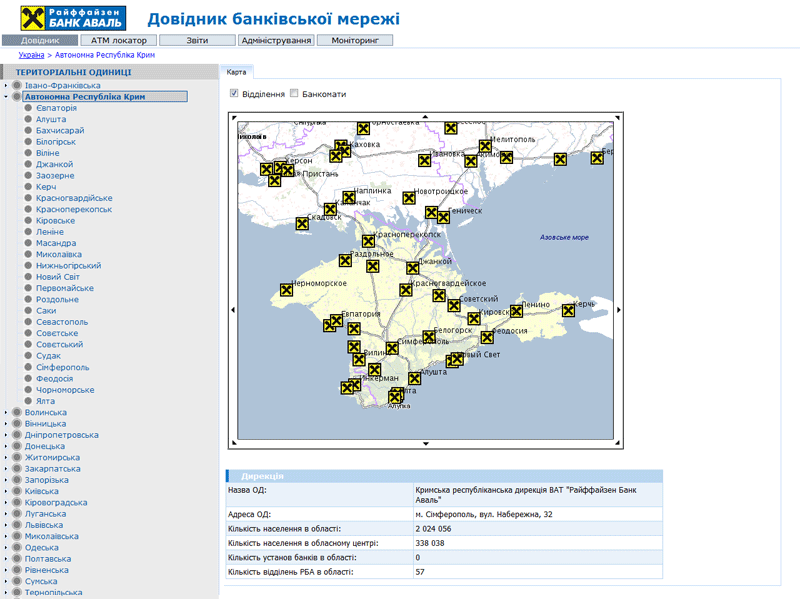 Райффайзен
БАНК АВАЛЬ
Довідник банківської мережі
Довідник
АТМ локатор
Звіти
Адміністрування
Моніторинг
Україна > Автономна Республіка Крим
ТЕРИТОРІАЛЬНІ ОДИНИЦІ
Івано-Франківська
Автономна Республіка Крим
Євпаторія
Алушта
Бахчисарай
Білогірськ
Віліне
Джанкой
Заозерне
Керч
Красногвардійське
Красноперекопськ
Кіровське
Леніне
Масандра
Миколаївка
Нижньогірський
Новий Світ
Первомайське
Роздольне
Саки
Севастополь
Совєтське
Совєтський
Судак
Сімферополь
Феодосія
Чорноморське
Ялта
Волинська
Вінницька
Дніпропетровська
Донецька
Житомирська
Закарпатська
Запорізька
Київська
Кіровоградська
Луганська
Львівська
Миколаївська
Одеська
Полтавська
Рівненська
Сумська
Тернопільська
Карта
Відділення
Банкомати
Мелитополь
Каховка
Ивановка
Акимо
Херсон
Пристань
Новотроицкое
Скадовск
Геническ
Красноперекопск
Азовське море
Раздольное
Джанкой
Черноморское
Красногвардейское
Советский
Ленино
Керчь
Евпатория
Кировск
Белогорск
Феодосия
Симферополь
Вилин
Новый Свет
Алушта
Инкерман
Ялта
Алупка
Дирекція
Назва ОД:
Кримська республіканська дирекція ВАТ "Райффайзен Банк
Аваль"
Адреса ОД:
м. Сімферополь, вул. Набережна, 32
Кількість населення в області:
2 024 056
Кількість населення в обласному центрі:
338 038
Кількість установ банків в області:
0
Кількість відділень РБА в області:
57